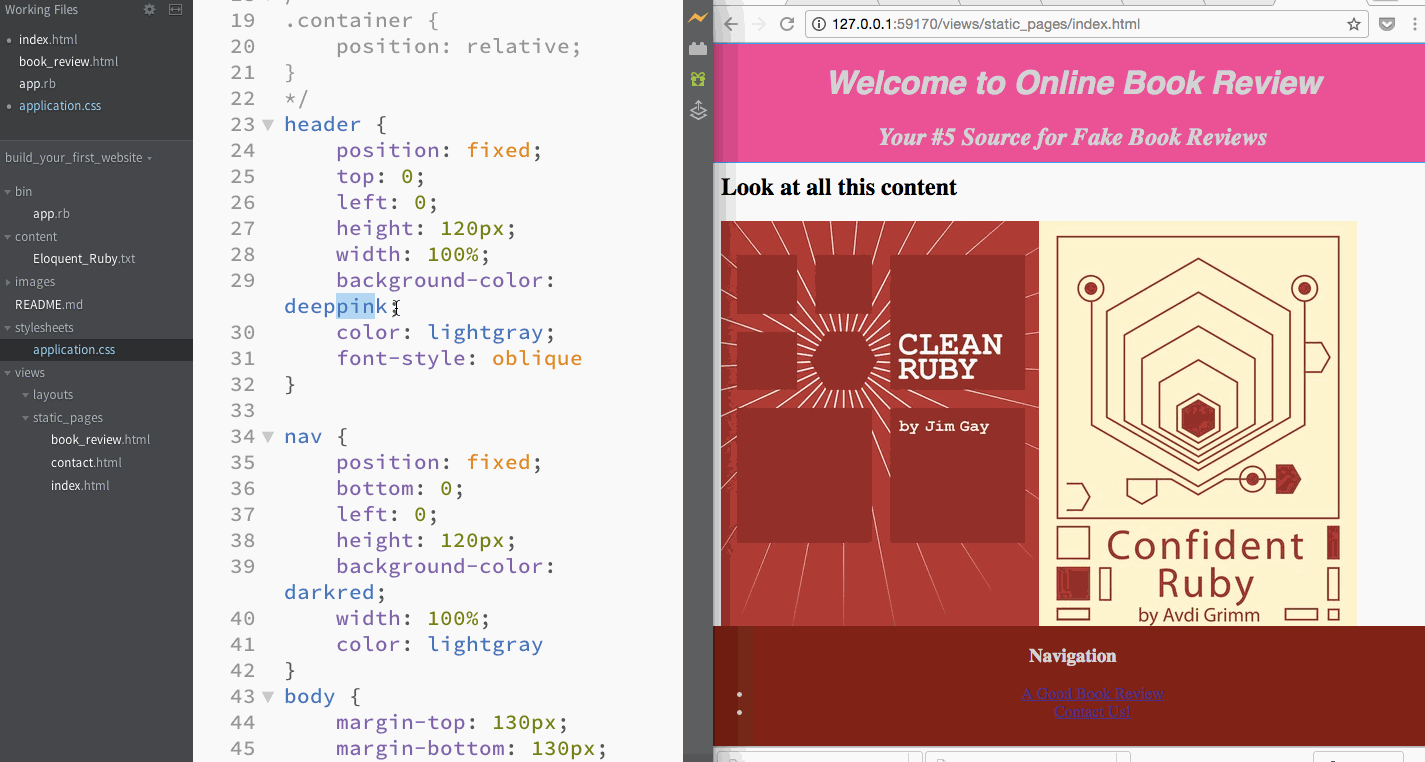 Working Files
index.html
book_review.html
app.rb
application.css
build_your_first_website
bin
app.rb
content
Eloquent_Ruby.txt
images
README.md
stylesheets
application.css
views
layouts
static_pages
book_review.html
contact.html
index.html
19 .container {
20 position: relative;
21 }
22 */
23 header {
24 position: fixed;
25 top: 0;
26 left: 0;
27 height: 120px;
28 width: 100%;
29 background-color:
deeppink;
30 color: lightgray;
31 font-style: oblique
32 }
33
34 nav {
35 position: fixed;
36 bottom: 0;
37 left: 0;
38 height: 120px;
39 background-color:
darkred;
40 width: 100%;
41 color: lightgray
42 }
43 body {
44 margin-top: 130px;
45 margin-bottom: 130px;
127.0.0.1:59170/views/static_pages/index.html
Welcome to Online Book Review
Your #5 Source for Fake Book Reviews
Look at all this content
CLEAN
RUBY
by Jim Gay
Confident
Ruby
by Avdi Grimm
Navigation
A Good Book Review
Contact Us!